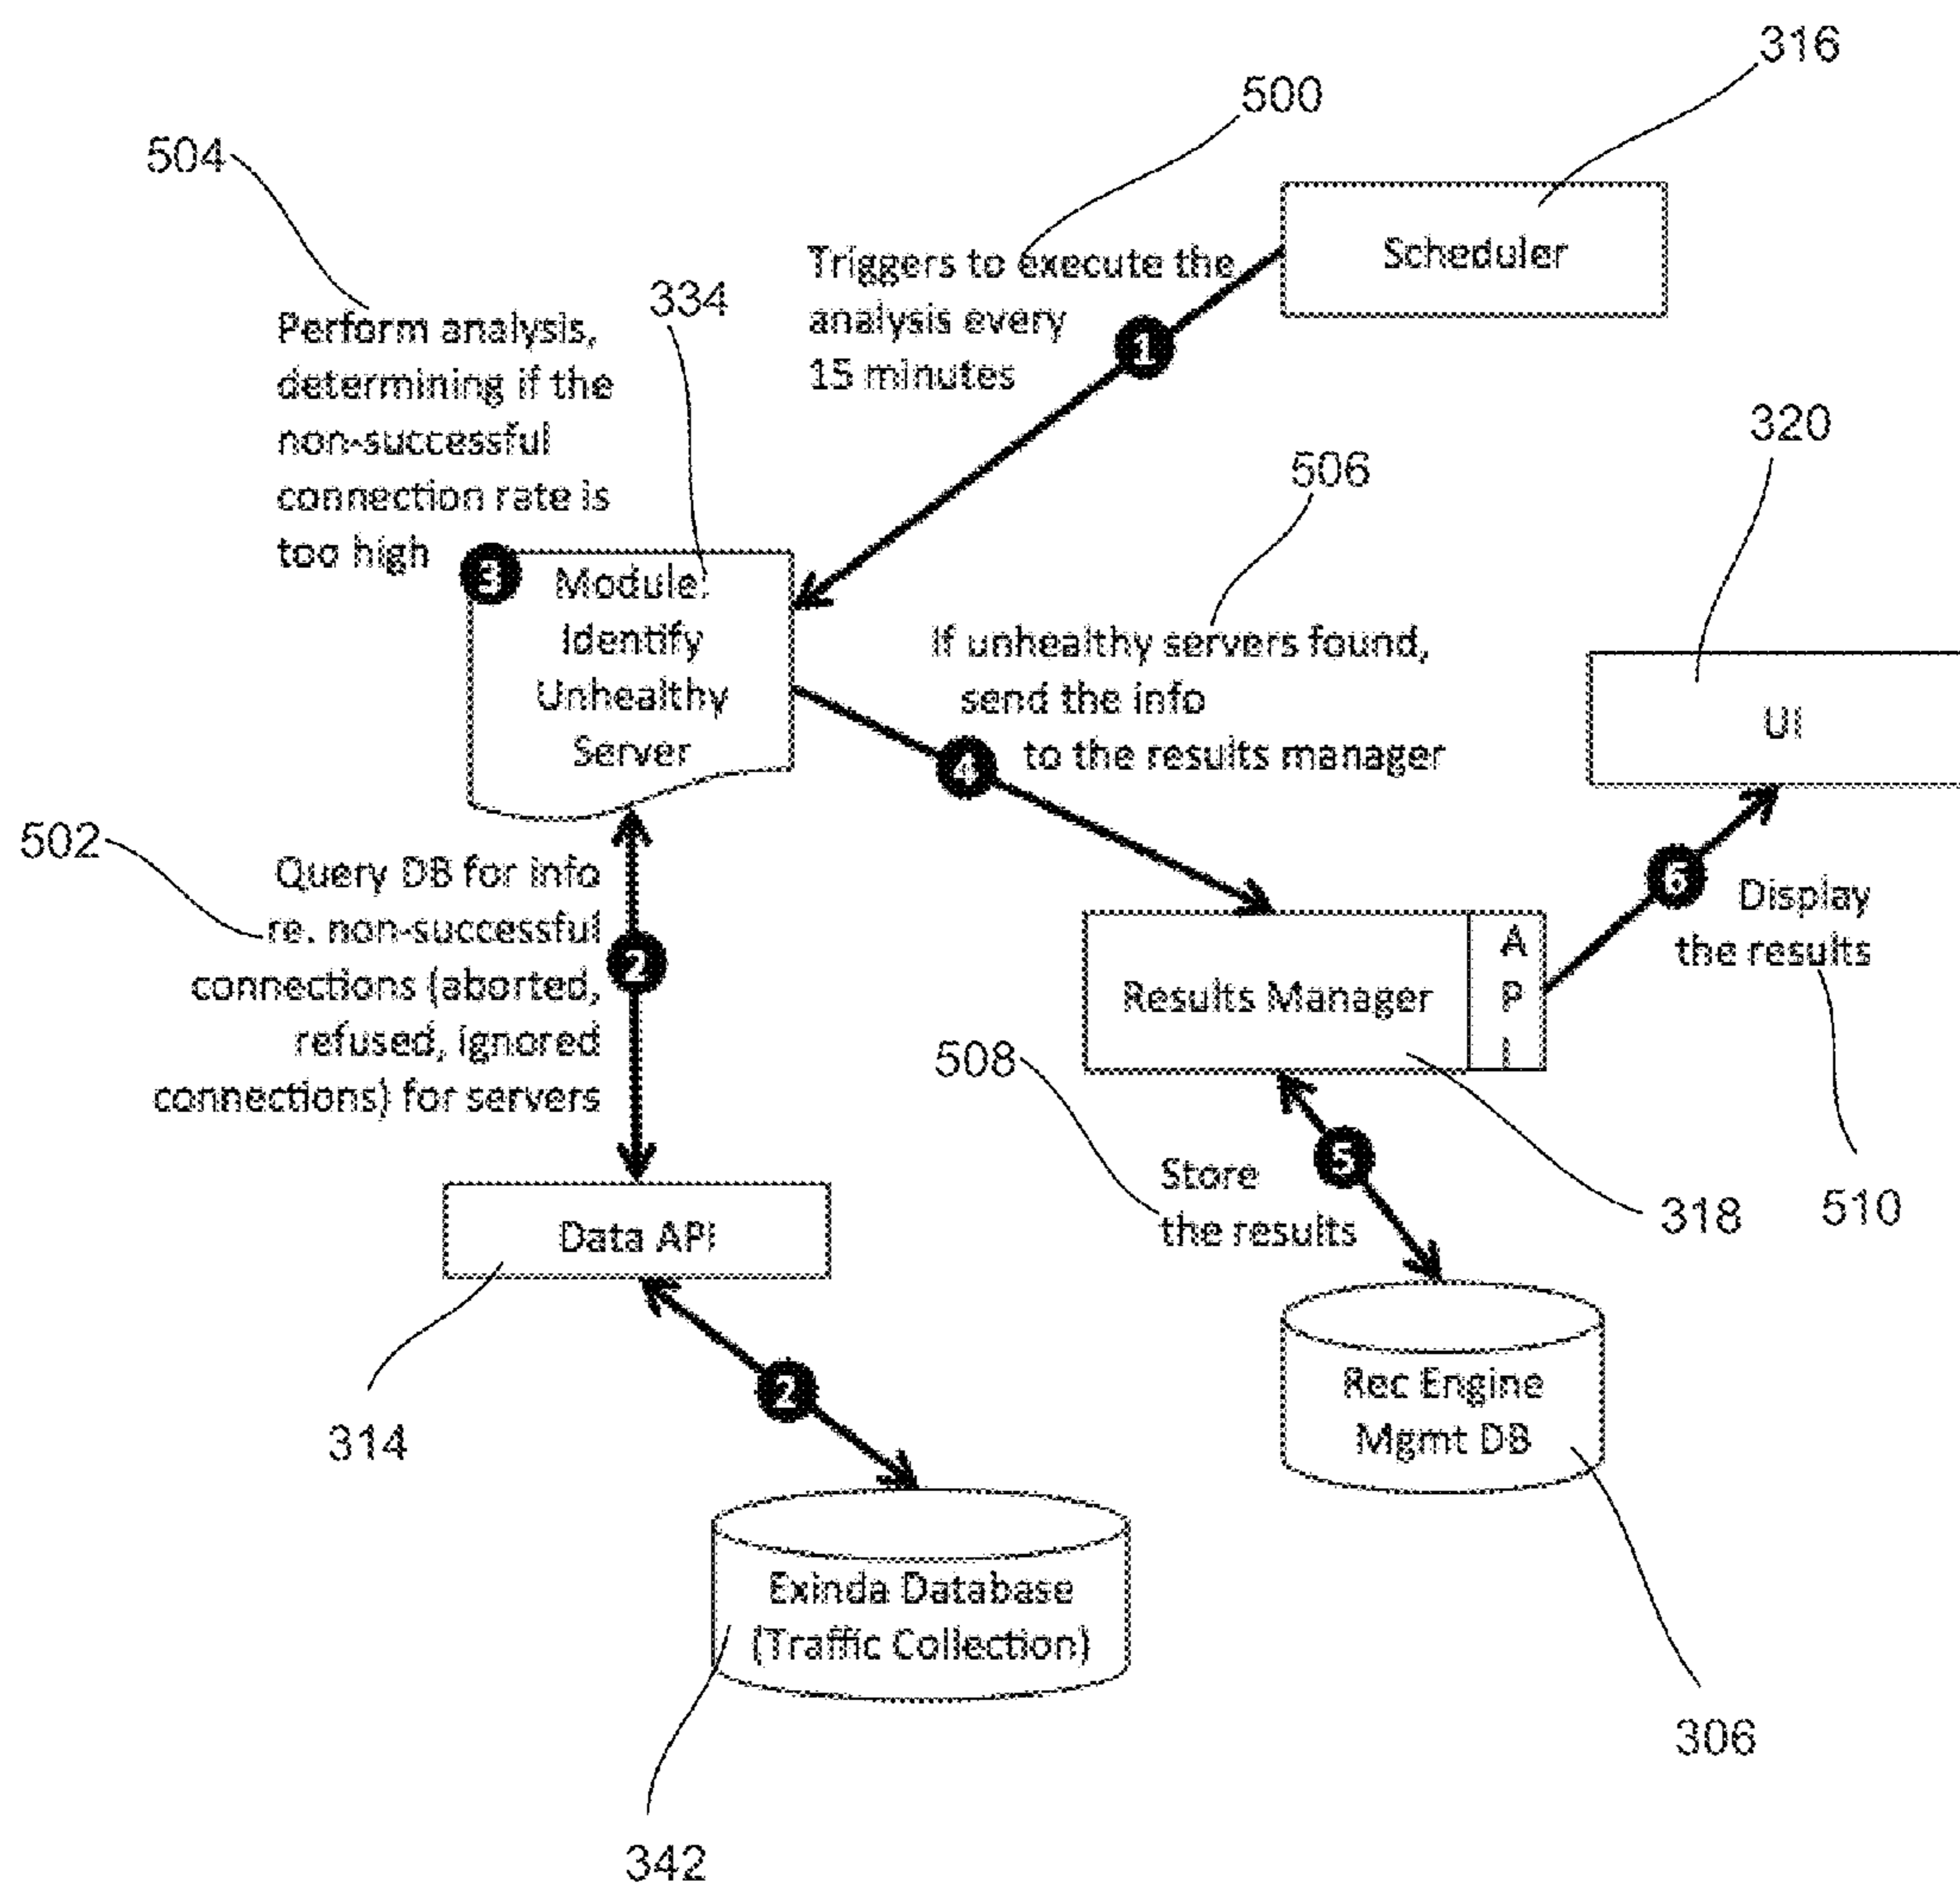 316
500
504
Scheduler
Triggers to execute the
analysis every
15 minutes
1
334
Perform analysis,
determining if the
non-successful
connection rate is
too high
320
506
3
Module:
Identify
Unhealthy
Server
If unhealthy servers found,
send the info
to the results manager
4
UI
502
Query DB for info
re. non-successful
connections (aborted,
refused, ignored
connections) for servers
2
6
Display
the results
Results Manager
A
P
I
508
5
Store
the results
318
510
Data API
314
2
Rec Engine
Mgmt DB
306
Exinda Database
(Traffic Collection)
342